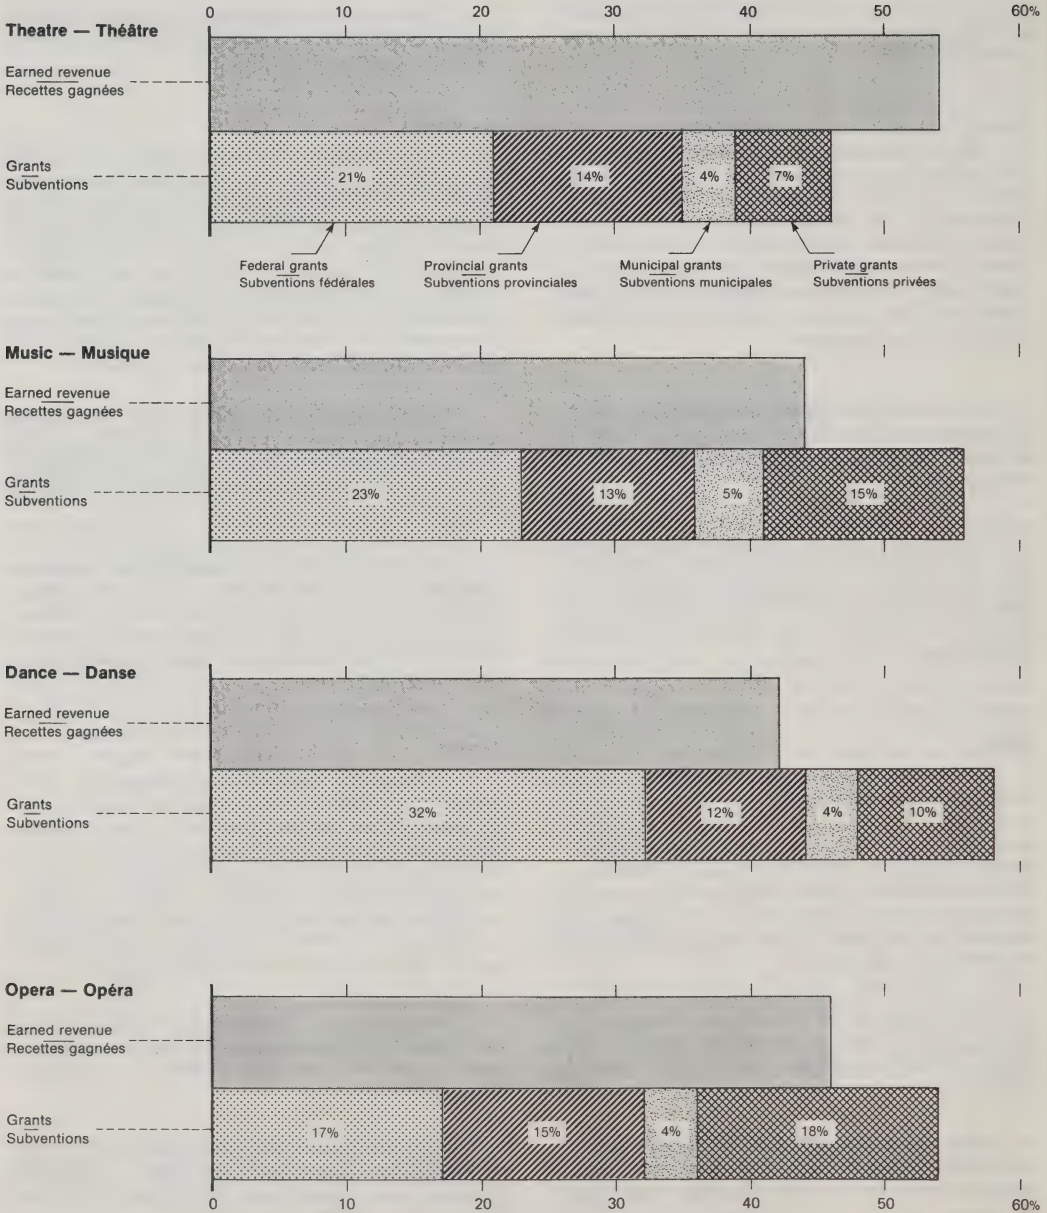 0 10 20 30 40 50 60%
Theatre — Théâtre
Earned revenue
Recettes gagnées
Grants
Subventions
21% 14% 4% 7%
Federal grants
Subventions fédérales
Provincial grants
Subventions provinciales
Municipal grants
Subventions municipales
Private grants
Subventions privées
Music — Musique
Earned revenue
Recettes gagnées
Grants
Subventions
23% 13% 5% 15%
Dance — Danse
Earned revenue
Recettes gagnées
Grants
Subventions
32% 12% 4% 10%
Opera — Opéra
Earned revenue
Recettes gagnées
Grants
Subventions
17% 15% 4% 18%
0 10 20 30 40 50 60%